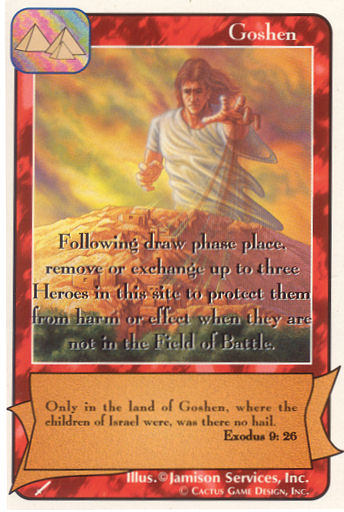 Goshen
Following draw phase place,
remove or exchange up to three
Heroes in this site to protect them
from harm or effect when they are
not in the Field of Battle.
Only in the land of Goshen, where the
children of Israel were, was there no hail.
Exodus 9: 26
Illus.©Jamison Services, Inc.
© Cactus Game Design, Inc.